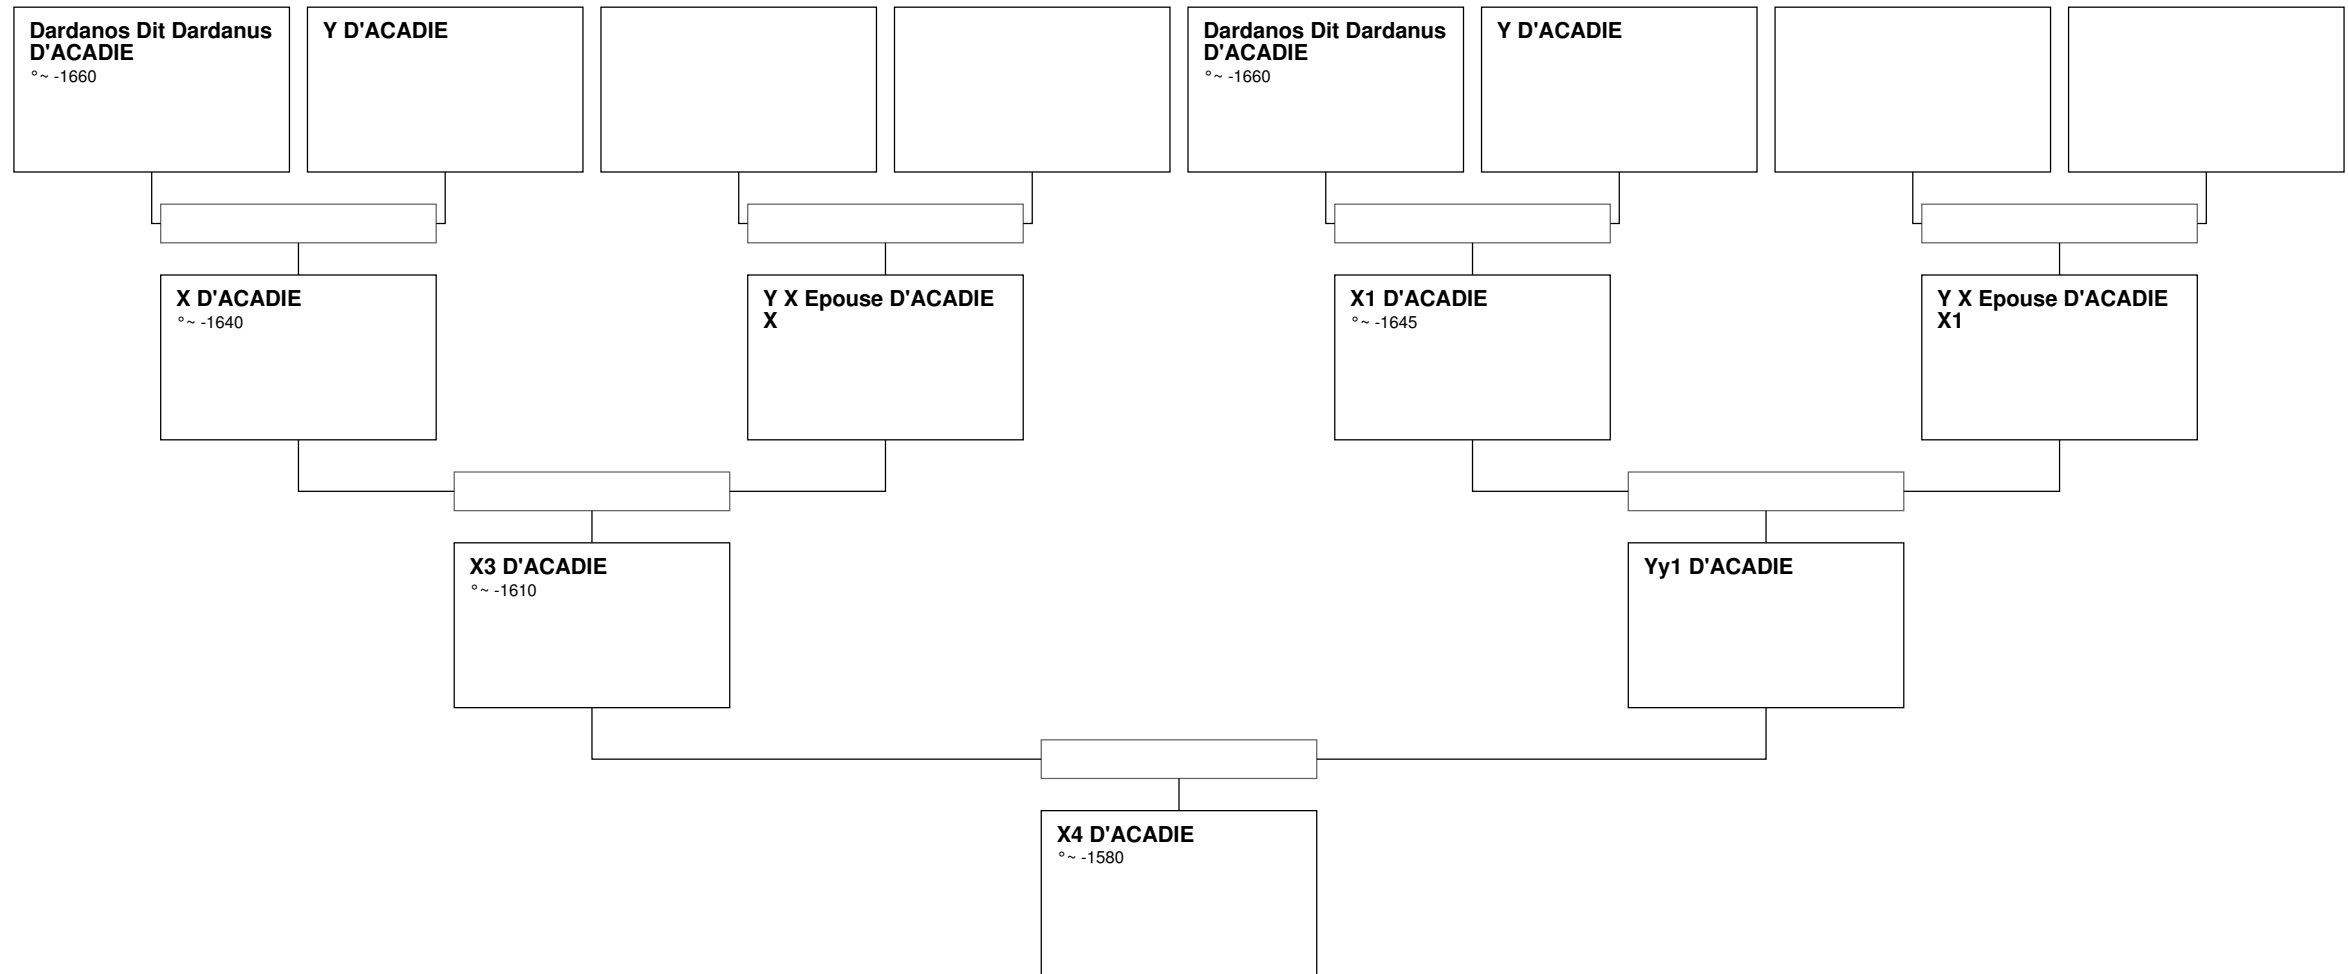 Dardanos Dit Dardanus
D'ACADIE
°~ -1660
Y D'ACADIE
Dardanos Dit Dardanus
D'ACADIE
°~ -1660
Y D'ACADIE
X D'ACADIE
°~ -1640
Y X Epouse D'ACADIE
X
X1 D'ACADIE
°~ -1645
Y X Epouse D'ACADIE
X1
X3 D'ACADIE
°~ -1610
Yy1 D'ACADIE
X4 D'ACADIE
°~ -1580